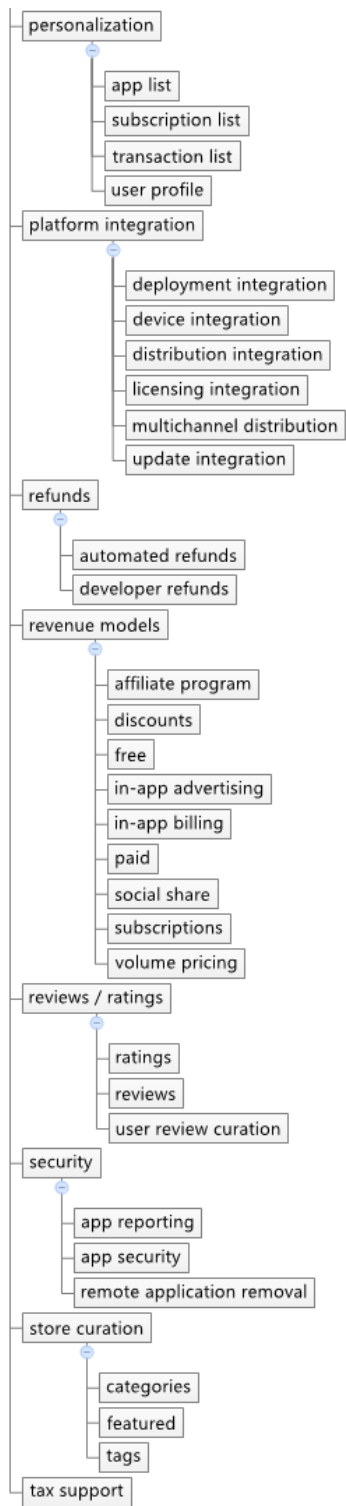 personalization
app list
subscription list
transaction list
user profile
platform integration
deployment integration
device integration
distribution integration
licensing integration
multichannel distribution
update integration
refunds
automated refunds
developer refunds
revenue models
affiliate program
discounts
free
in-app advertising
in-app billing
paid
social share
subscriptions
volume pricing
reviews / ratings
ratings
reviews
user review curation
security
app reporting
app security
remote application removal
store curation
categories
featured
tags
tax support